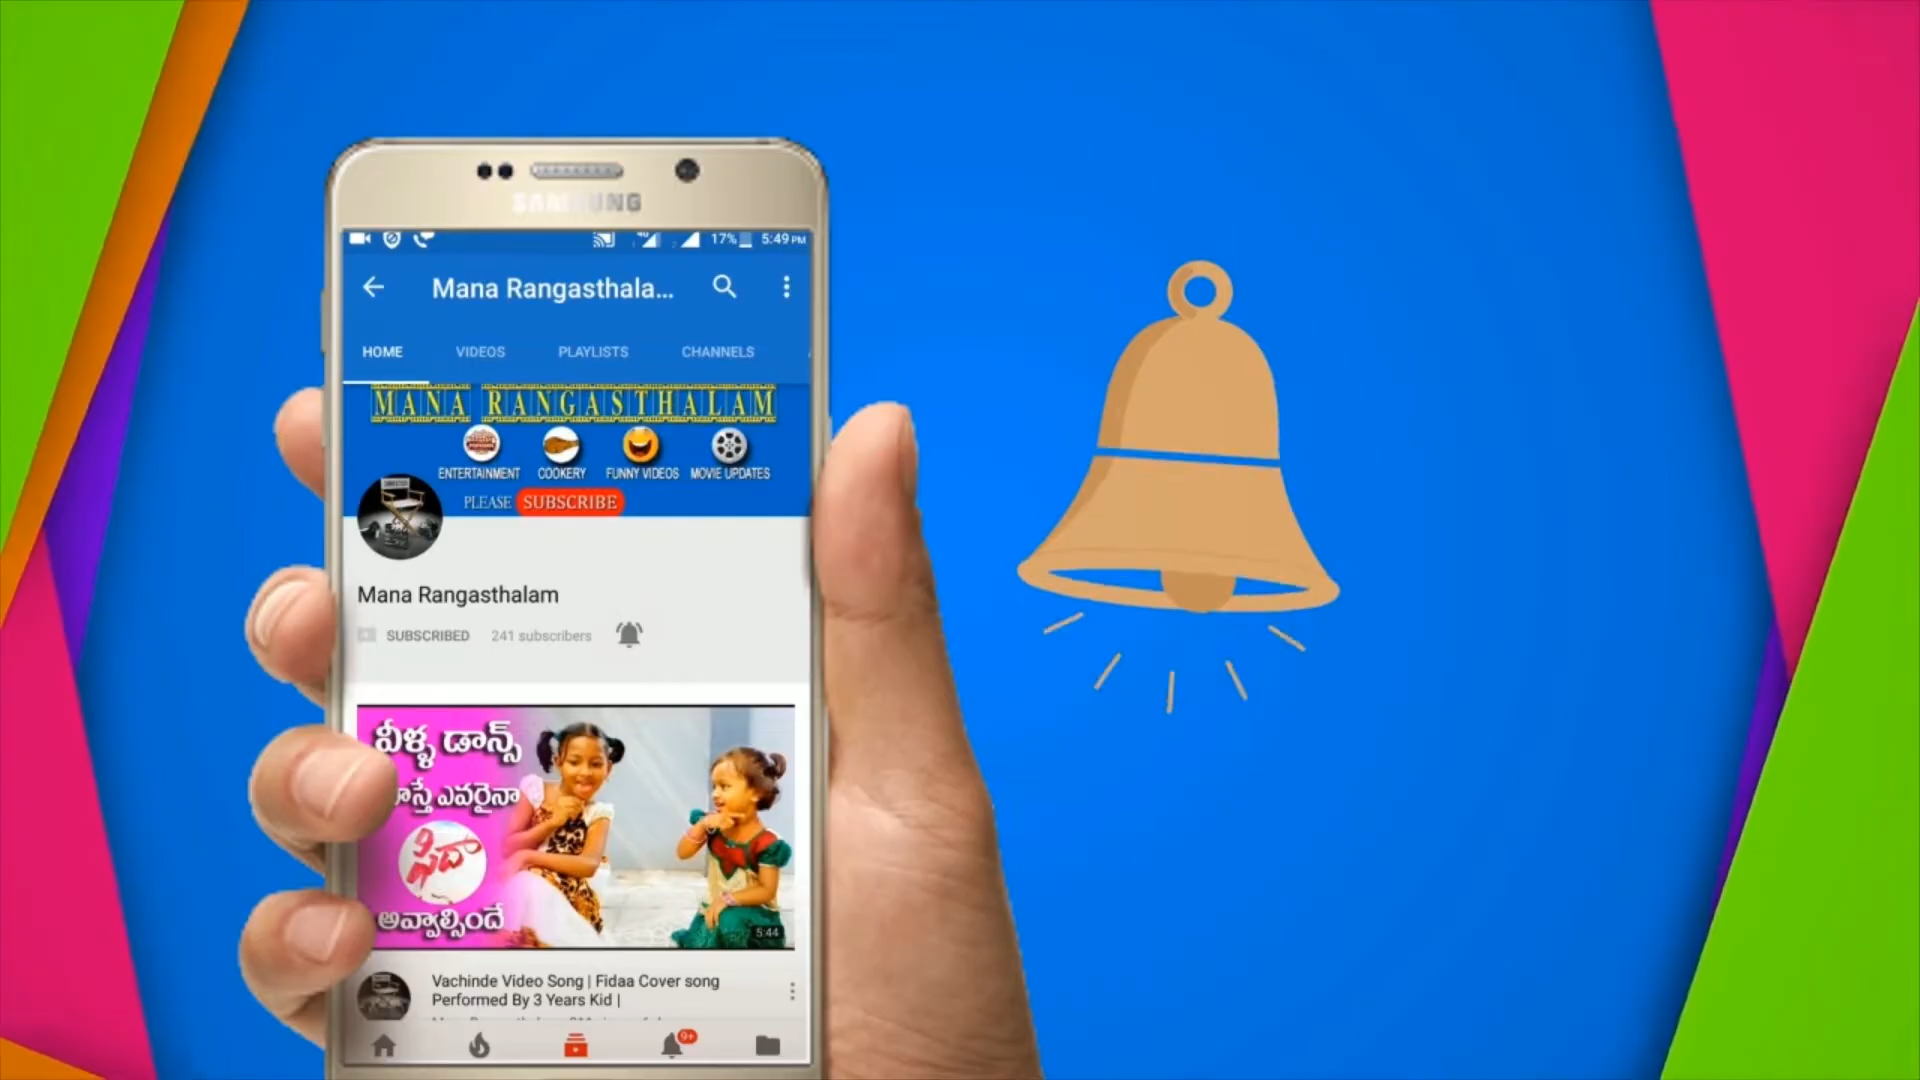 SAMSUNG
4G 17% 5:49 PM
Mana Rangasthala...
HOME VIDEOS PLAYLISTS CHANNELS
MANA RANGASTHALAM
ENTERTAINMENT COOKERY FUNNY VIDEOS MOVIE UPDATES
PLEASE SUBSCRIBE
Mana Rangasthalam
SUBSCRIBED 241 subscribers
వీళ్ళ డాన్స్
ఎవరైనా
ఫిదా
అవ్వాల్సిందే
5:44
Vachinde Video Song | Fidaa Cover song
Performed By 3 Years Kid |
9+